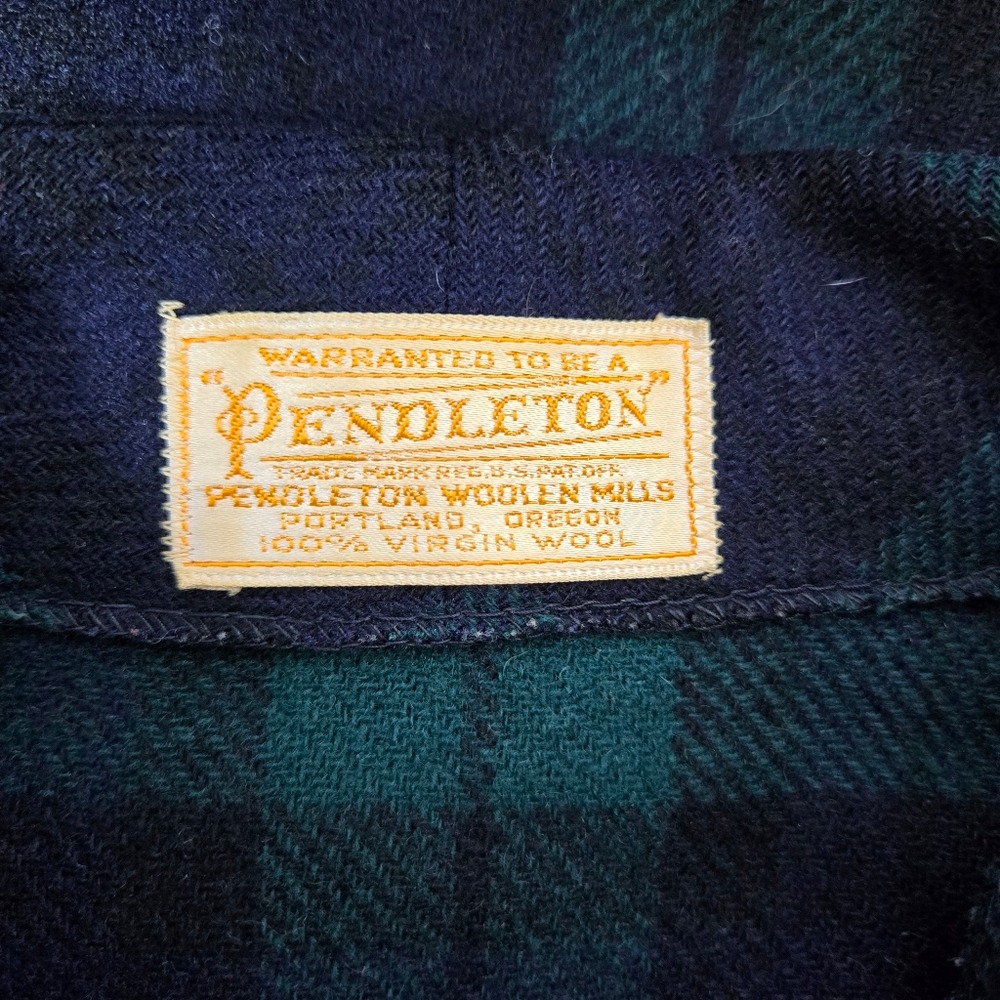 WARRANTED TO BE A
"PENDLETON"
TRADE MARK REG. U.S. PAT. OFF.
PENDLETON WOOLEN MILLS
PORTLAND, OREGON
100% VIRGIN WOOL